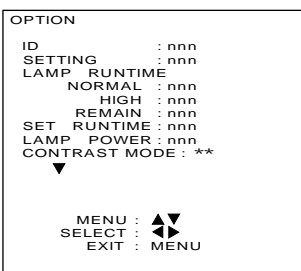 OPTION
ID : nnn
SETTING : nnn
LAMP RUNTIME
NORMAL : nnn
HIGH : nnn
REMAIN : nnn
SET RUNTIME : nnn
LAMP POWER : nnn
CONTRAST MODE : **
▼
MENU : ▲▼
SELECT : ◀▶
EXIT : MENU